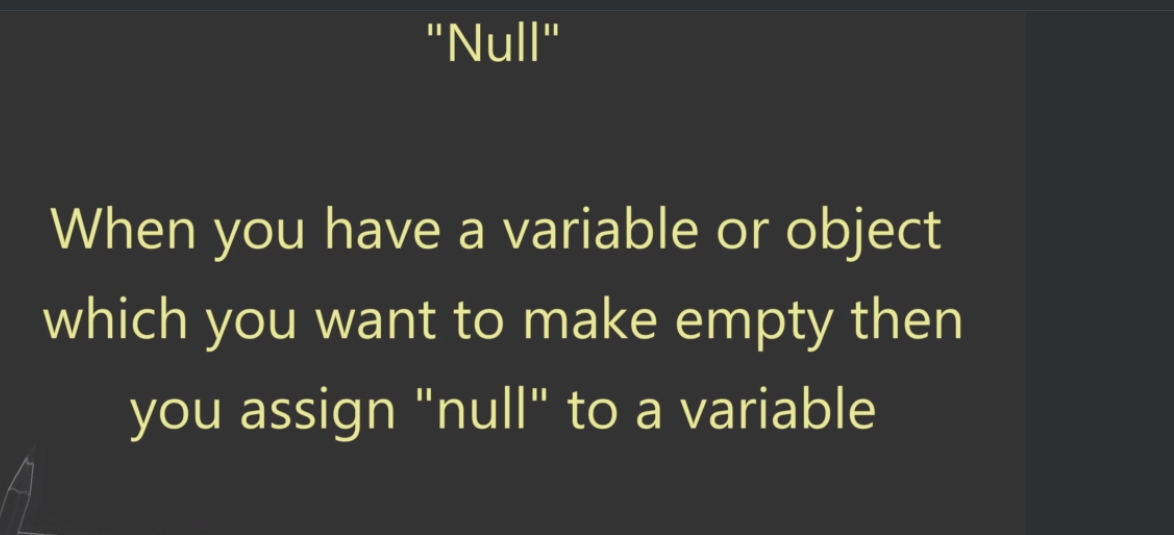 "Null"
When you have a variable or object
which you want to make empty then
you assign "null" to a variable